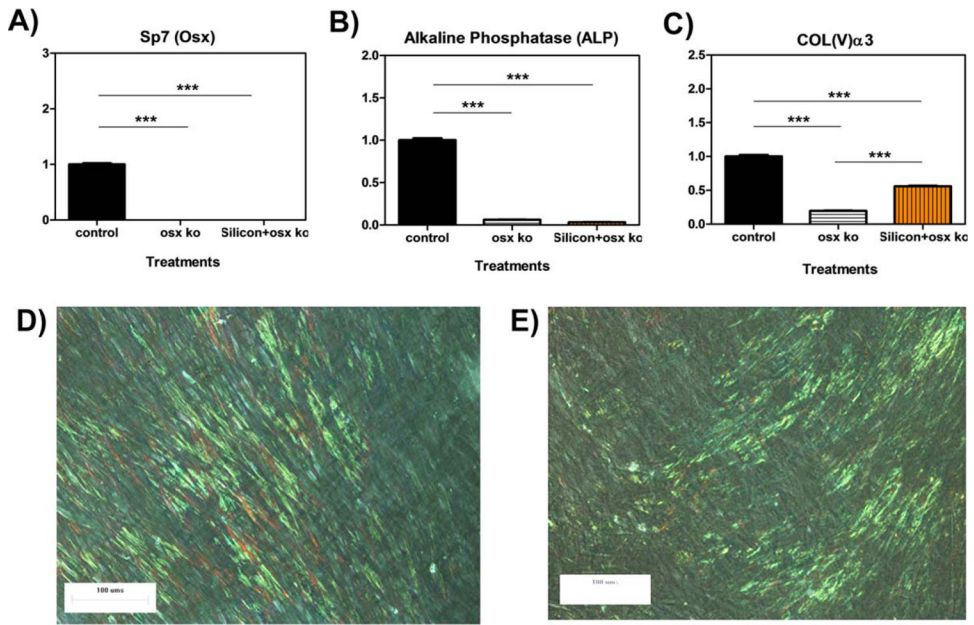 A)
Sp7 (Osx)
3
2
1
0
***
***
control
osx ko
Silicon+osx ko
Treatments
B)
Alkaline Phosphatase (ALP)
2.0
1.5
1.0
0.5
0.0
***
***
control
osx ko
Silicon+osx ko
Treatments
C)
COL(V)α3
2.5
2.0
1.5
1.0
0.5
0.0
***
***
***
control
osx ko
Silicon+osx ko
Treatments
D)
100 ums
E)
100 ums